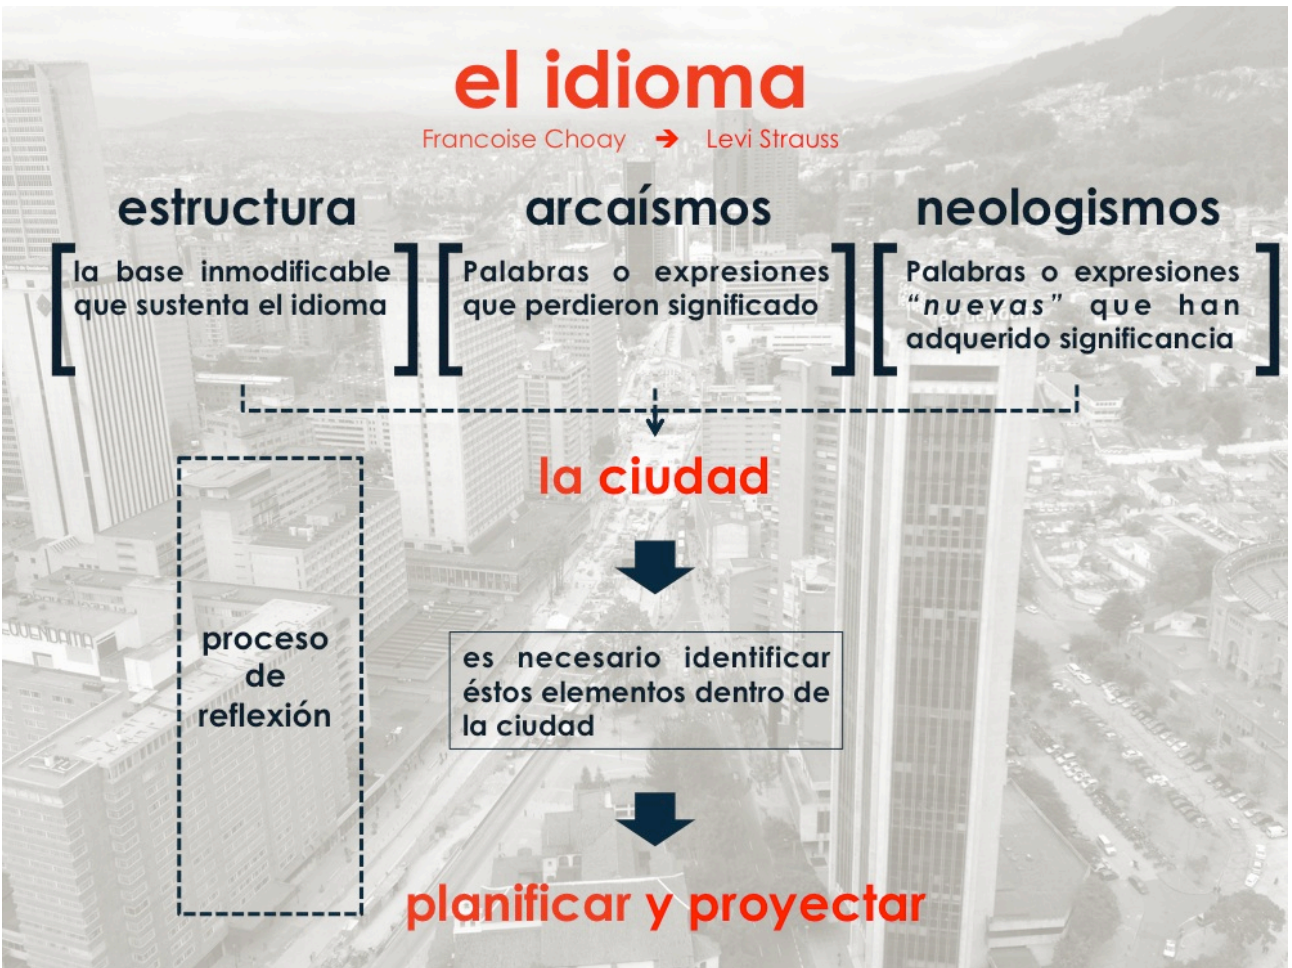 el idioma
Francoise Choay → Levi Strauss
estructura
la base inmodificable
que sustenta el idioma
arcaísmos
Palabras o expresiones
que perdieron significado
neologismos
Palabras o expresiones
“nuevas” que han
adquerido significancia
la ciudad
proceso
de
reflexión
es necesario identificar
éstos elementos dentro de
la ciudad
planificar y proyectar